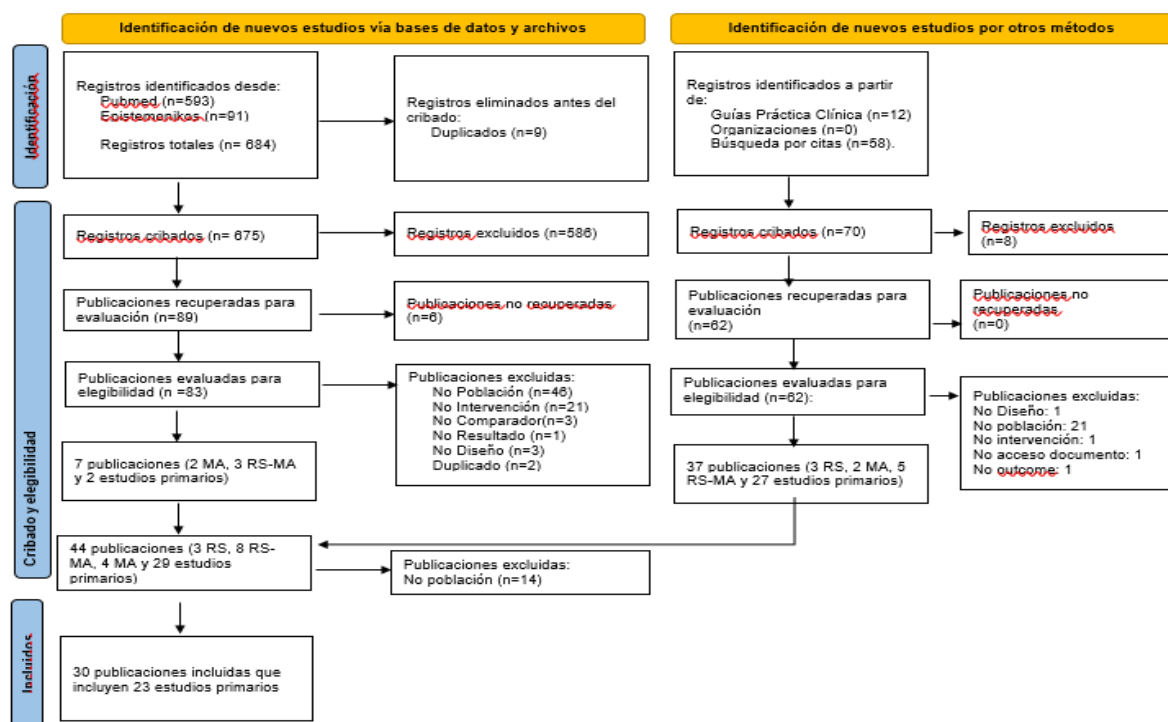 Identificación de nuevos estudios vía bases de datos y archivos
Identificación de nuevos estudios por otros métodos
Identificación
Registros identificados desde:
Pubmed (n=593)
Epistemonikos (n=91)
Registros totales (n= 684)
Registros eliminados antes del
cribado:
Duplicados (n=9)
Registros identificados a partir
de:
Guías Práctica Clínica (n=12)
Organizaciones (n=0)
Búsqueda por citas (n=58).
Cribado y elegibilidad
Registros cribados (n= 675)
Registros excluidos (n=586)
Registros cribados (n=70)
Registros excluidos
(n=8)
Publicaciones recuperadas para
evaluación (n=89)
Publicaciones no recuperadas
(n=6)
Publicaciones recuperadas para
evaluación
(n=62)
Publicaciones no
recuperadas
(n=0)
Publicaciones evaluadas para
elegibilidad (n =83)
Publicaciones excluidas:
No Población (n=46)
No Intervención (n=21)
No Comparador(n=3)
No Resultado (n=1)
No Diseño (n=3)
Duplicado (n=2)
Publicaciones evaluadas para
elegibilidad (n=62):
Publicaciones excluidas:
No Diseño: 1
No población: 21
No intervención: 1
No acceso documento: 1
No outcome: 1
7 publicaciones (2 MA, 3 RS-MA
y 2 estudios primarios)
37 publicaciones (3 RS, 2 MA, 5
RS-MA y 27 estudios primarios)
44 publicaciones (3 RS, 8 RS-
MA, 4 MA y 29 estudios
primarios)
Publicaciones excluidas:
No población (n=14)
Incluidos
30 publicaciones incluidas que
incluyen 23 estudios primarios